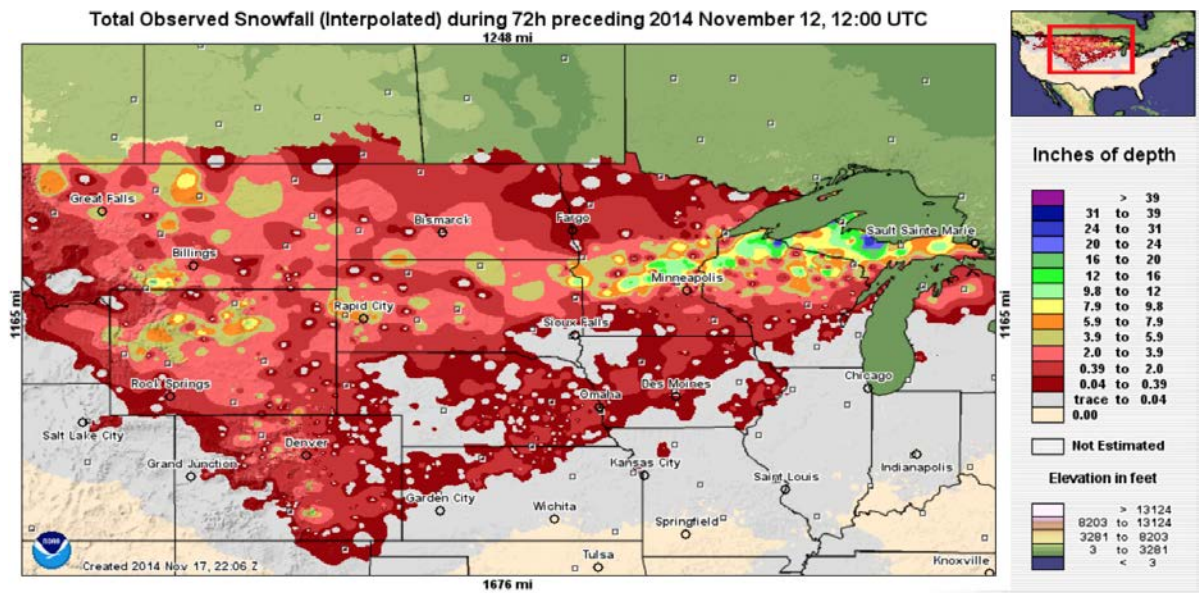 Total Observed Snowfall (Interpolated) during 72h preceding 2014 November 12, 12:00 UTC
1248 mi
1165 mi
Great Falls
Bismarck
Fargo
Sault Sainte Marie
Billings
Minneapolis
Rapid City
Sioux Falls
Rock Springs
Des Moines
Chicago
Omaha
Salt Lake City
Denver
Grand Junction
Kansas City
Saint Louis
Indianapolis
Garden City
Wichita
Springfield
Tulsa
Knoxville
NOAA
Created 2014 Nov 17, 22:06 Z
1676 mi
1165 mi
Inches of depth
> 39
31 to 39
24 to 31
20 to 24
16 to 20
12 to 16
9.8 to 12
7.9 to 9.8
5.9 to 7.9
3.9 to 5.9
2.0 to 3.9
0.39 to 2.0
0.04 to 0.39
trace to 0.04
0.00
Not Estimated
Elevation in feet
> 13124
8203 to 13124
3281 to 8203
3 to 3281
< 3